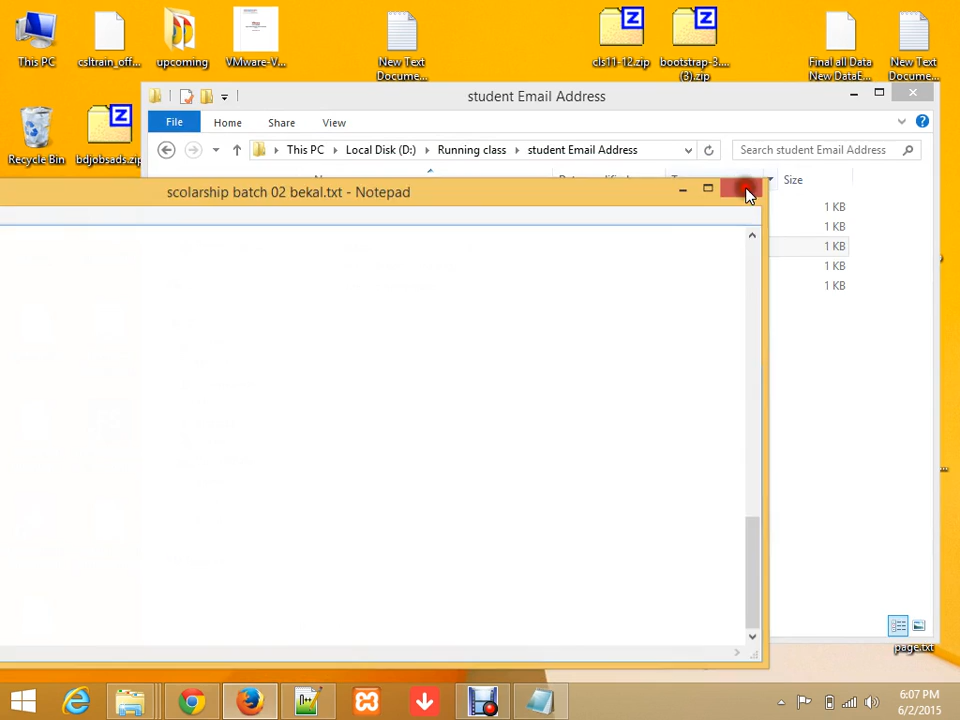 This PC
csltrain_off...
upcoming
VMware-V...
New Text
Docume...
cls11-12.zip
bootstrap-3....
(3).zip
Final all Data
New DataE...
New Text
Docume...
Recycle Bin
bdjobsads.zip
student Email Address
File
Home
Share
View
This PC
Local Disk (D:)
Running class
student Email Address
Search student Email Address
Size
scolarship batch 02 bekal.txt - Notepad
1 KB
1 KB
1 KB
1 KB
1 KB
page.txt
6:07 PM
6/2/2015